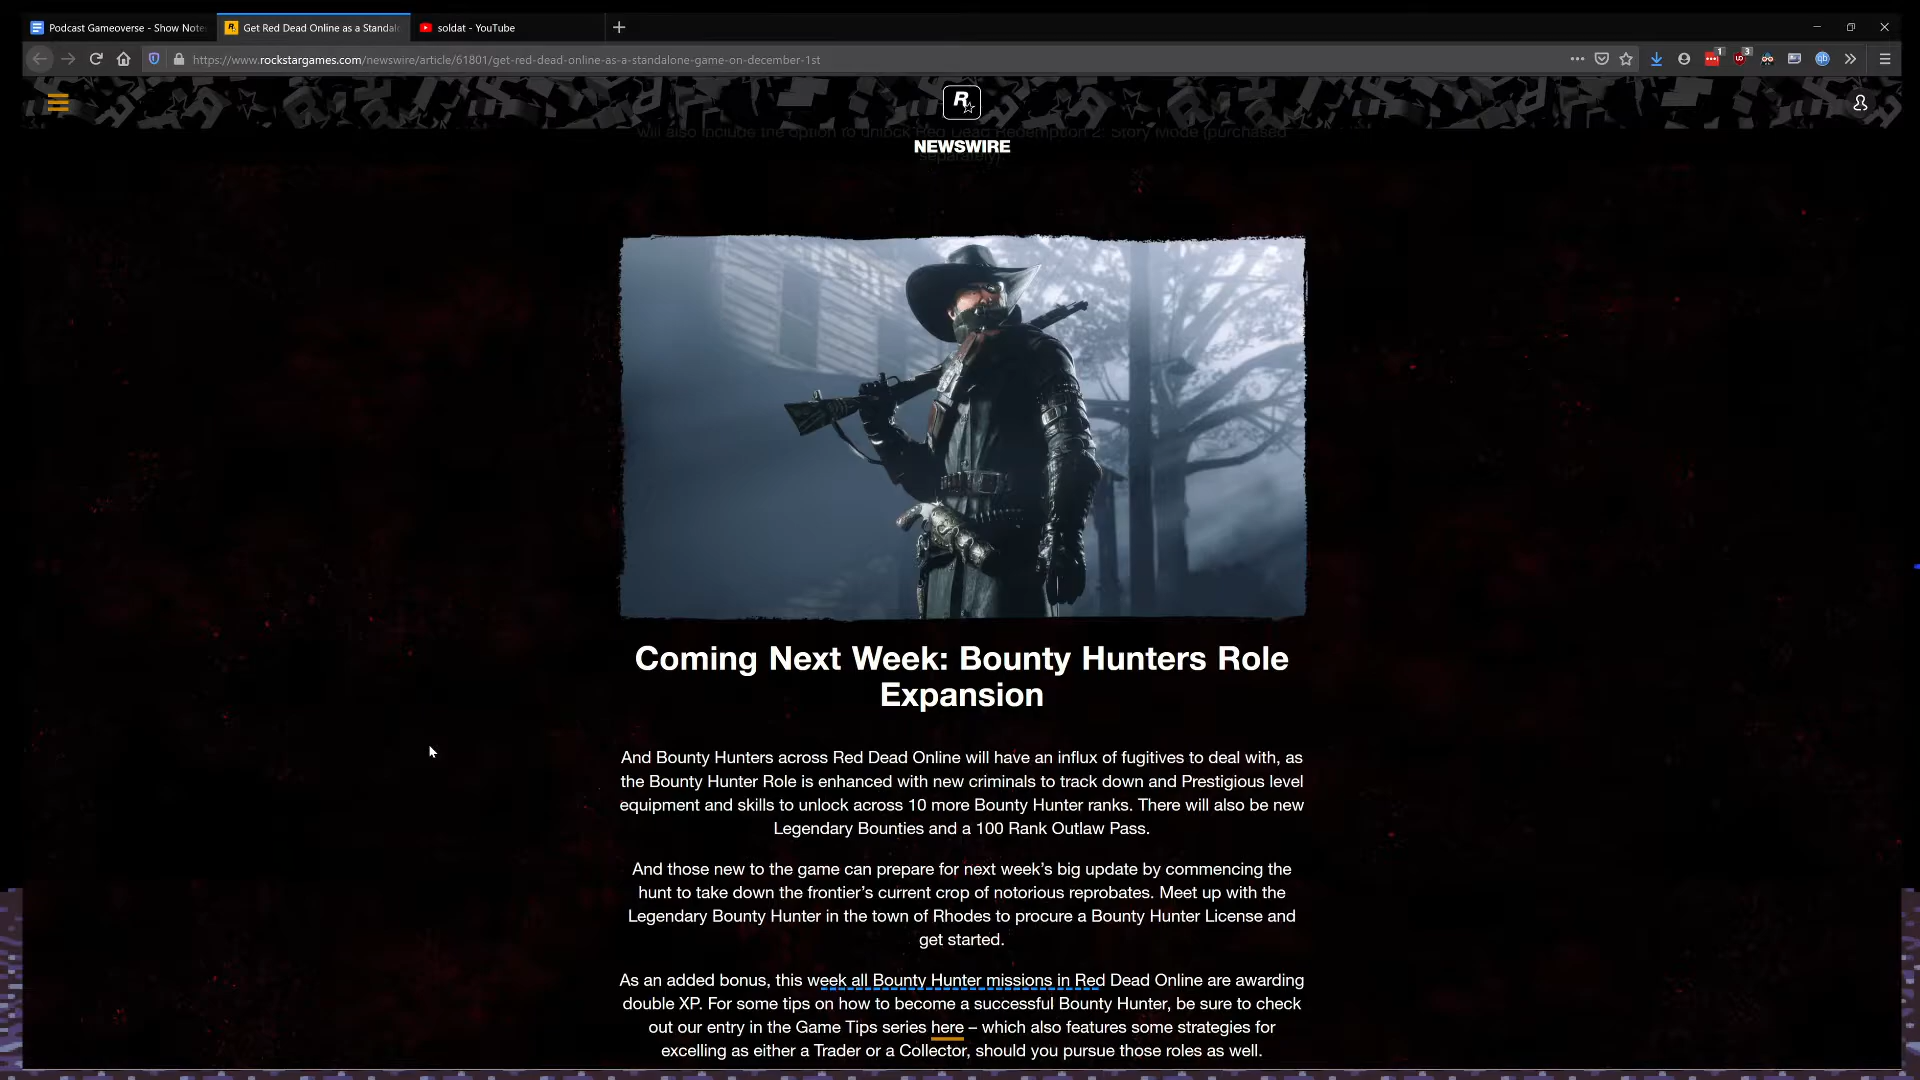 Podcast Gameverse - Show Note
Get Red Dead Online as a Standal
soldat - YouTube
https://www.rockstargames.com/newswire/article/61801/get-red-dead-online-as-a-standalone-game-on-december-1st
1
3
R
will also include the option to unlock Red Dead Redemption 2: Story Mode (purchased
separately).
NEWSWIRE
Coming Next Week: Bounty Hunters Role
Expansion
And Bounty Hunters across Red Dead Online will have an influx of fugitives to deal with, as
the Bounty Hunter Role is enhanced with new criminals to track down and Prestigious level
equipment and skills to unlock across 10 more Bounty Hunter ranks. There will also be new
Legendary Bounties and a 100 Rank Outlaw Pass.
And those new to the game can prepare for next week’s big update by commencing the
hunt to take down the frontier’s current crop of notorious reprobates. Meet up with the
Legendary Bounty Hunter in the town of Rhodes to procure a Bounty Hunter License and
get started.
As an added bonus, this week all Bounty Hunter missions in Red Dead Online are awarding
double XP. For some tips on how to become a successful Bounty Hunter, be sure to check
out our entry in the Game Tips series here – which also features some strategies for
excelling as either a Trader or a Collector, should you pursue those roles as well.